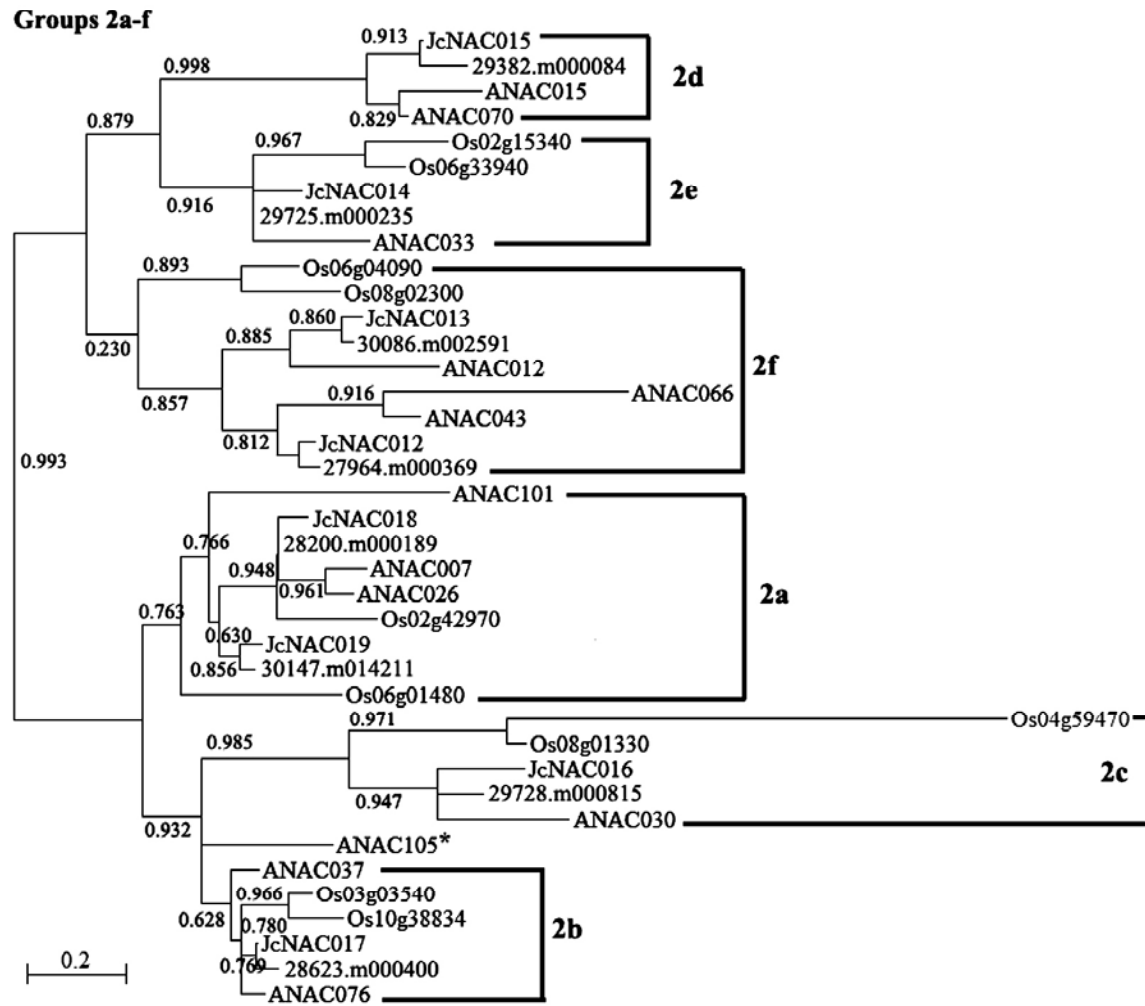 Groups 2a-f
0.913
JcNAC015
29382.m000084
0.998
2d
ANAC015
0.829
ANAC070
0.879
0.967
Os02g15340
Os06g33940
JcNAC014
2e
0.916
29725.m000235
ANAC033
0.893
Os06g04090
Os08g02300
0.860
JcNAC013
0.885
30086.m002591
0.230
ANAC012
2f
0.916
ANAC066
0.857
ANAC043
0.812
JcNAC012
0.993
27964.m000369
ANAC101
JcNAC018
0.766
28200.m000189
0.948
ANAC007
0.961
ANAC026
2a
0.763
Os02g42970
0.630
JcNAC019
0.856
30147.m014211
Os06g01480
0.971
Os04g59470
0.985
Os08g01330
JcNAC016
2c
0.947
29728.m000815
ANAC030
0.932
ANAC105*
ANAC037
0.966
Os03g03540
0.628
0.780
Os10g38834
2b
JcNAC017
0.769
28623.m000400
0.2
ANAC076